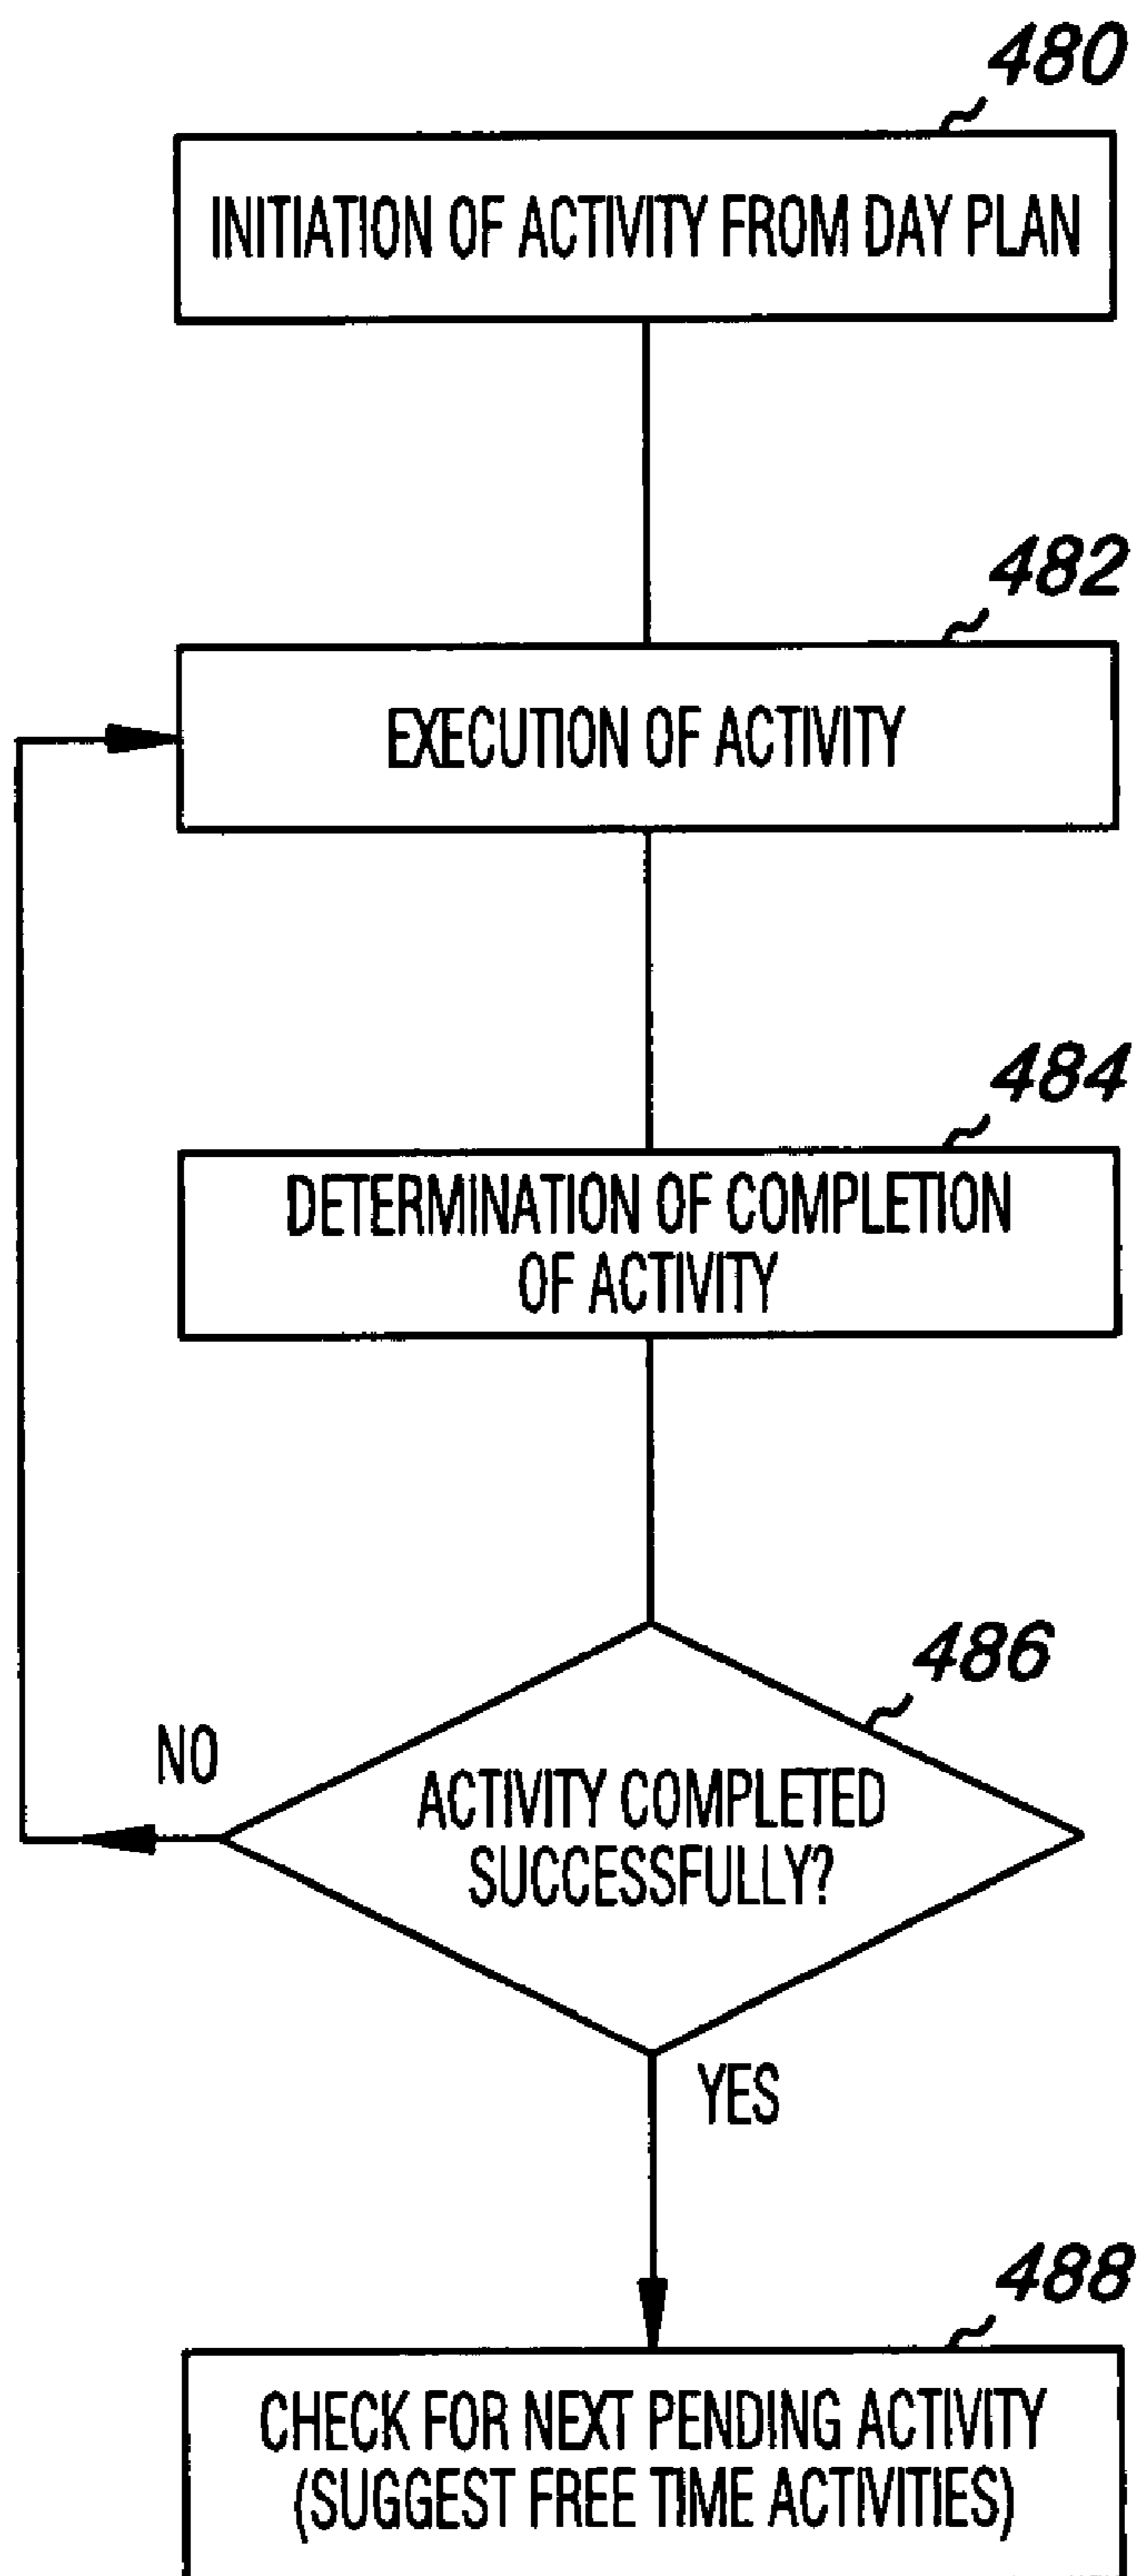 480
INITIATION OF ACTIVITY FROM DAY PLAN
482
EXECUTION OF ACTIVITY
484
DETERMINATION OF COMPLETION
OF ACTIVITY
486
NO
ACTIVITY COMPLETED
SUCCESSFULLY?
YES
488
CHECK FOR NEXT PENDING ACTIVITY
(SUGGEST FREE TIME ACTIVITIES)